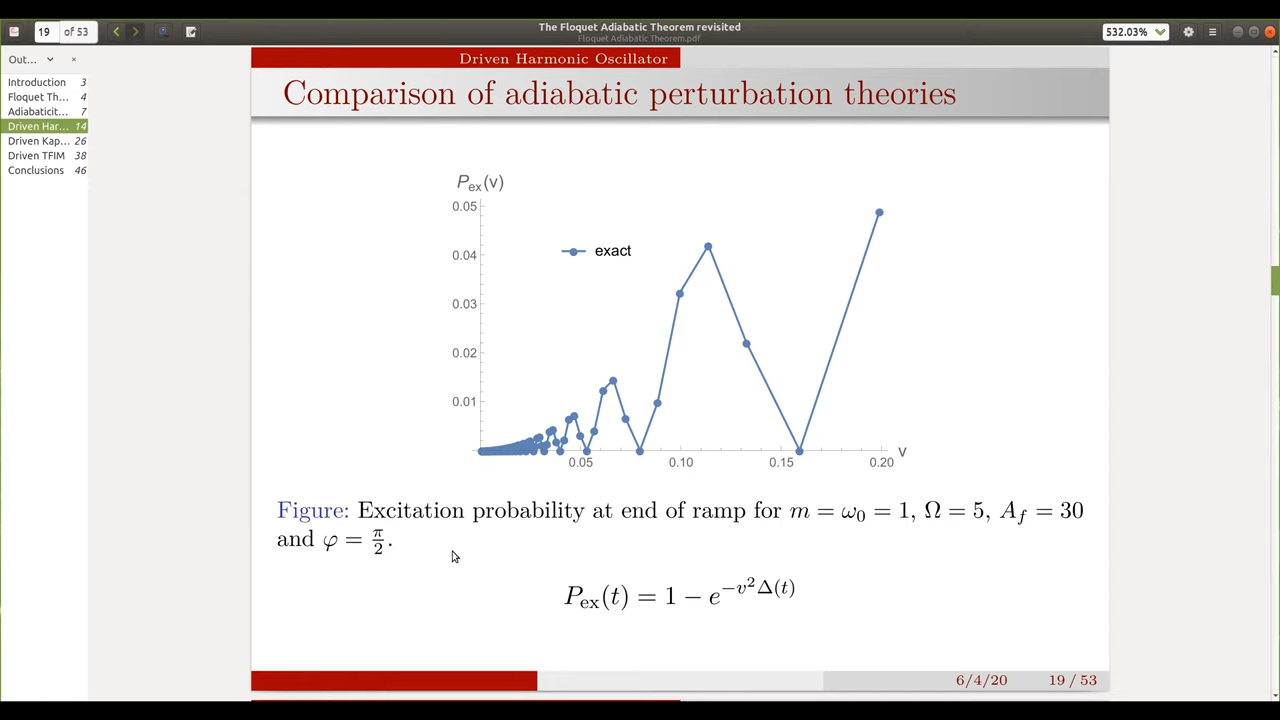 19 of 53
The Floquet Adiabatic Theorem revisited
Floquet Adiabatic Theorem.pdf
532.03%
Out...
Introduction 3
Floquet Th... 4
Adiabaticit... 7
Driven Har... 14
Driven Kap... 26
Driven TFIM 38
Conclusions 46
Driven Harmonic Oscillator
Comparison of adiabatic perturbation theories
P_ex(v)
0.05
exact
0.04
0.03
0.02
0.01
0.05 0.10 0.15 0.20 v
Figure: Excitation probability at end of ramp for m = ω₀ = 1, Ω = 5, A_f = 30
and φ = π/2.
P_ex(t) = 1 − e^{−v²Δ(t)}
6/4/20 19 / 53